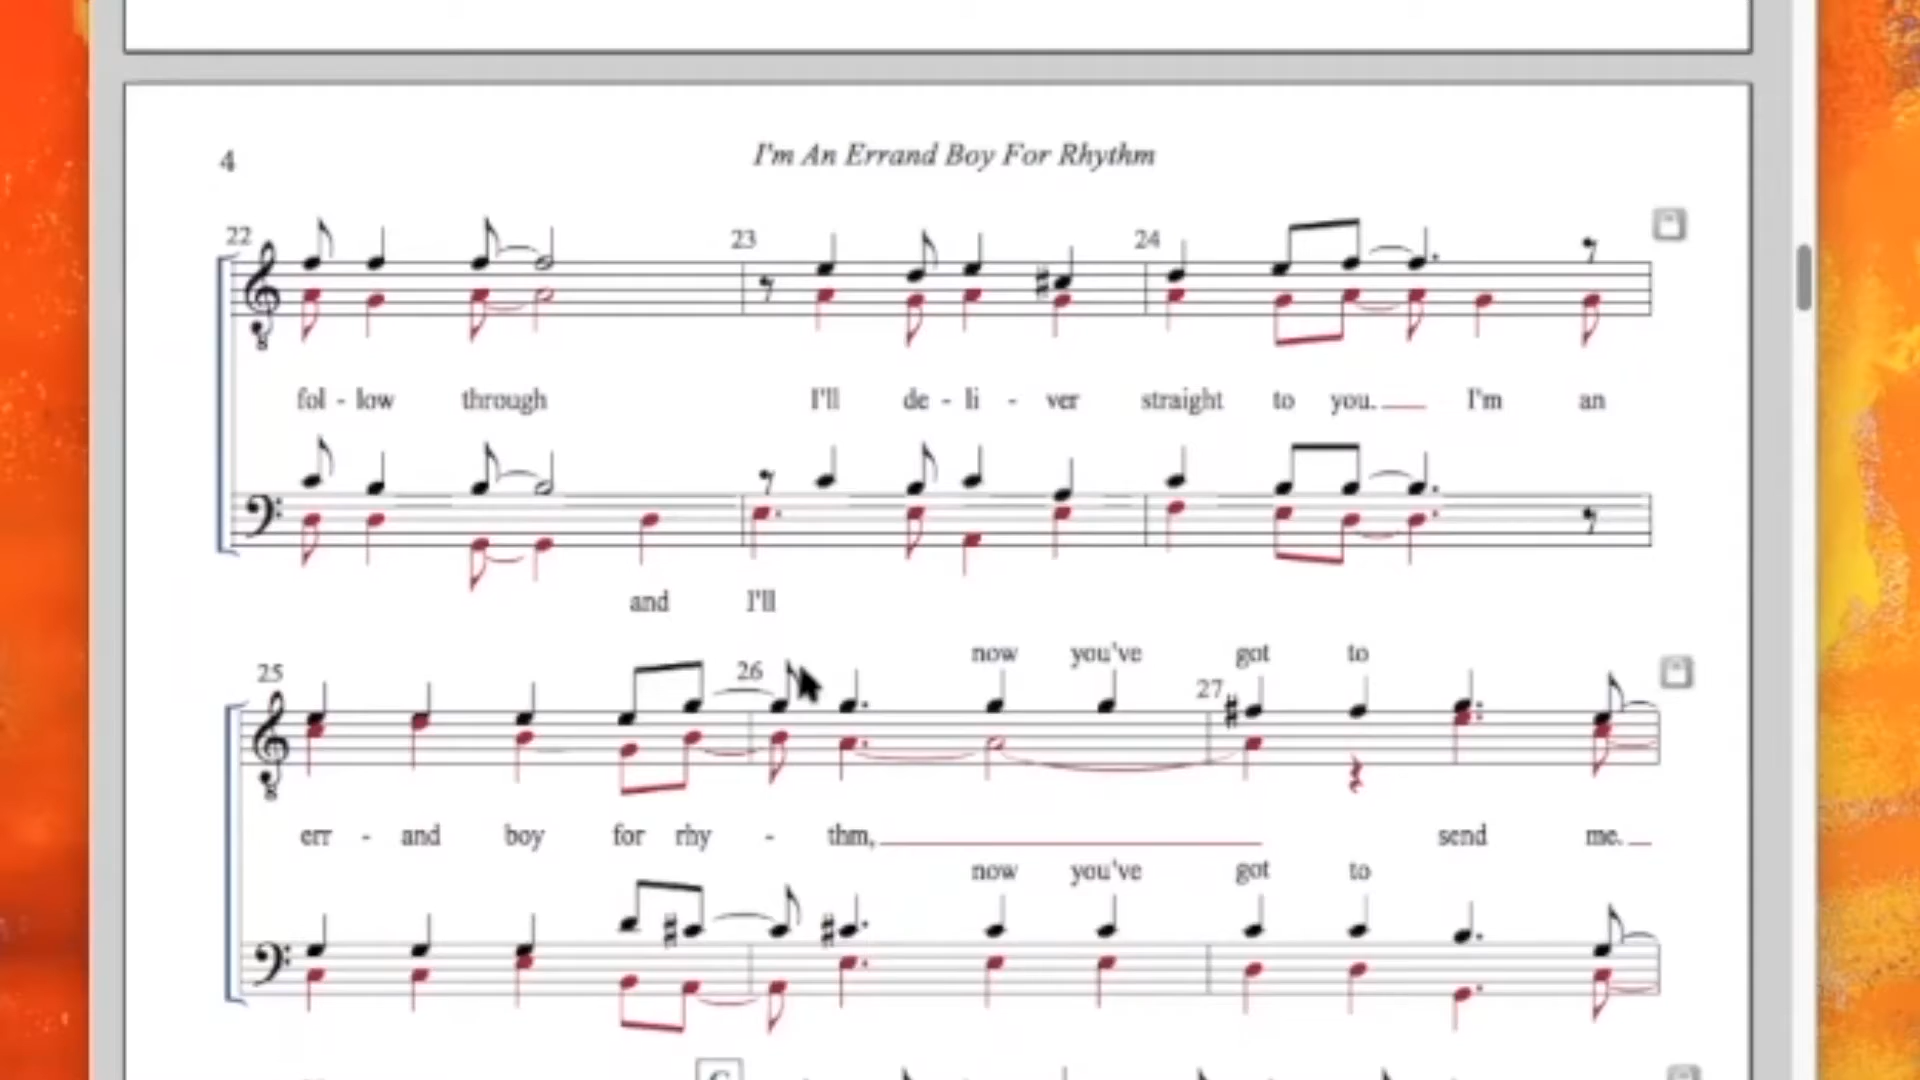 4
I'm An Errand Boy For Rhythm
22 23 24
8
fol - low through I'll de - li - ver straight to you. I'm an
and I'll
now you've got to
25 26 27
8
err - and boy for rhy - thm, send me.
now you've got to